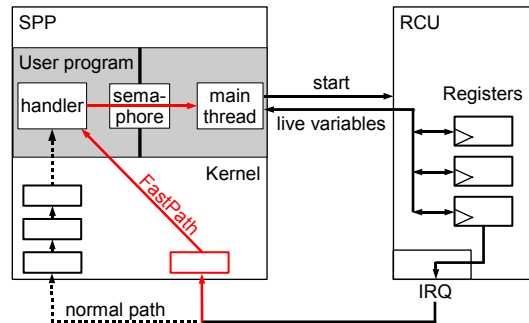 SPP
RCU
User program
start
handler
sema-
phore
main
thread
Registers
live variables
Kernel
FastPath
IRQ
normal path